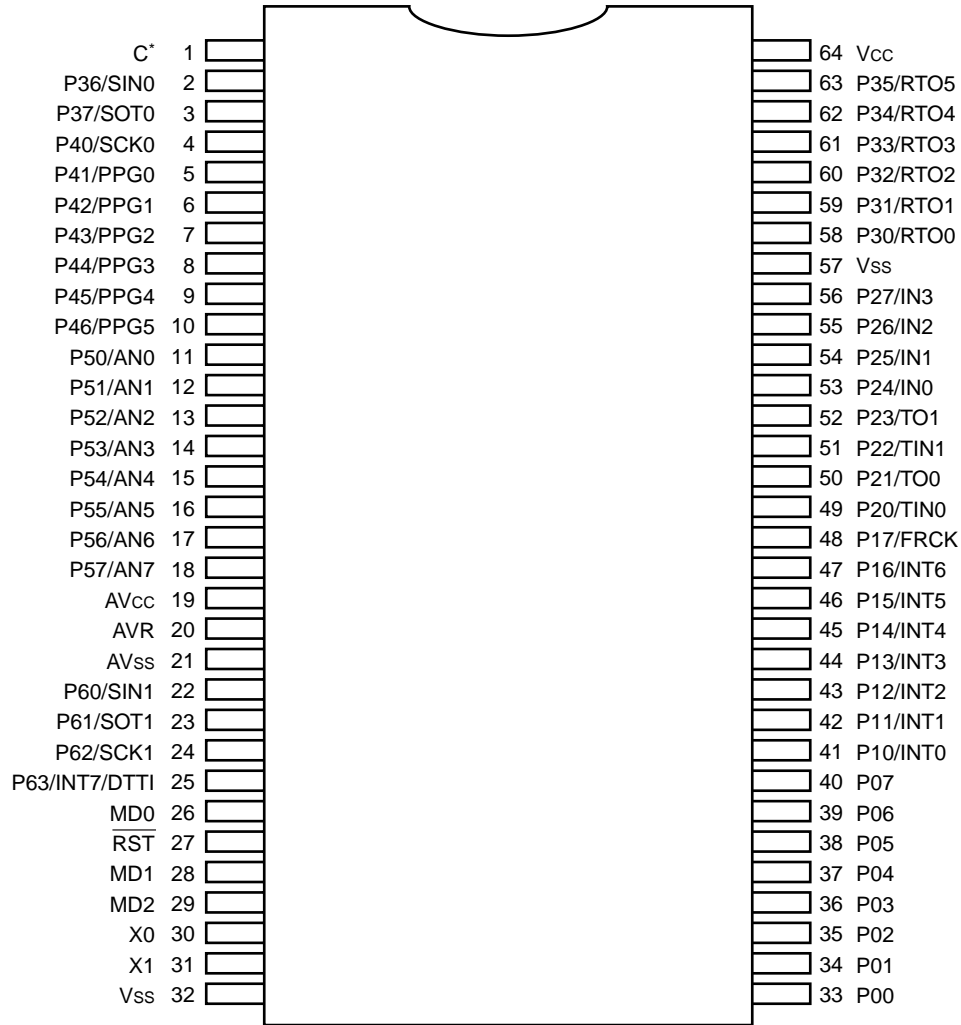 C* 1
P36/SIN0 2
P37/SOT0 3
P40/SCK0 4
P41/PPG0 5
P42/PPG1 6
P43/PPG2 7
P44/PPG3 8
P45/PPG4 9
P46/PPG5 10
P50/AN0 11
P51/AN1 12
P52/AN2 13
P53/AN3 14
P54/AN4 15
P55/AN5 16
P56/AN6 17
P57/AN7 18
AVCC 19
AVR 20
AVSS 21
P60/SIN1 22
P61/SOT1 23
P62/SCK1 24
P63/INT7/DTTI 25
MD0 26
R̅S̅T̅ 27
MD1 28
MD2 29
X0 30
X1 31
VSS 32
64 VCC
63 P35/RTO5
62 P34/RTO4
61 P33/RTO3
60 P32/RTO2
59 P31/RTO1
58 P30/RTO0
57 VSS
56 P27/IN3
55 P26/IN2
54 P25/IN1
53 P24/IN0
52 P23/TO1
51 P22/TIN1
50 P21/TO0
49 P20/TIN0
48 P17/FRCK
47 P16/INT6
46 P15/INT5
45 P14/INT4
44 P13/INT3
43 P12/INT2
42 P11/INT1
41 P10/INT0
40 P07
39 P06
38 P05
37 P04
36 P03
35 P02
34 P01
33 P00